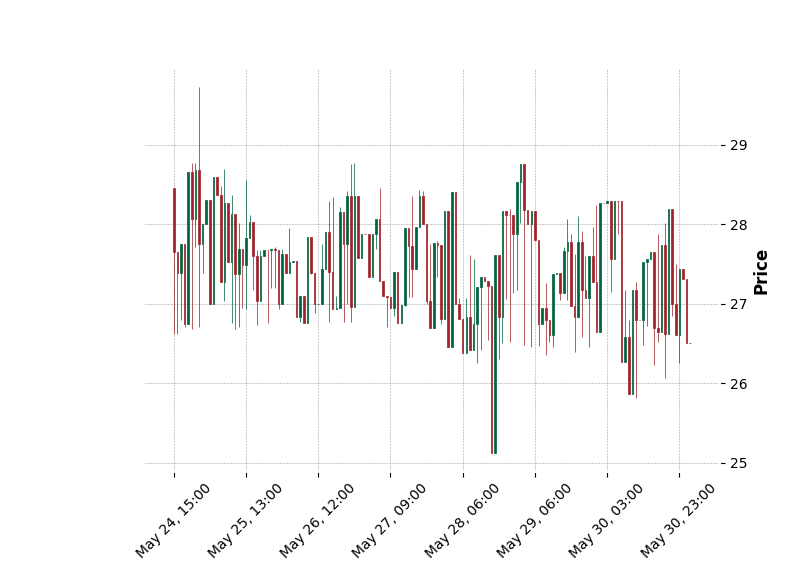 29
28
27
26
25
Price
May 24, 15:00
May 25, 13:00
May 26, 12:00
May 27, 09:00
May 28, 06:00
May 29, 06:00
May 30, 03:00
May 30, 23:00